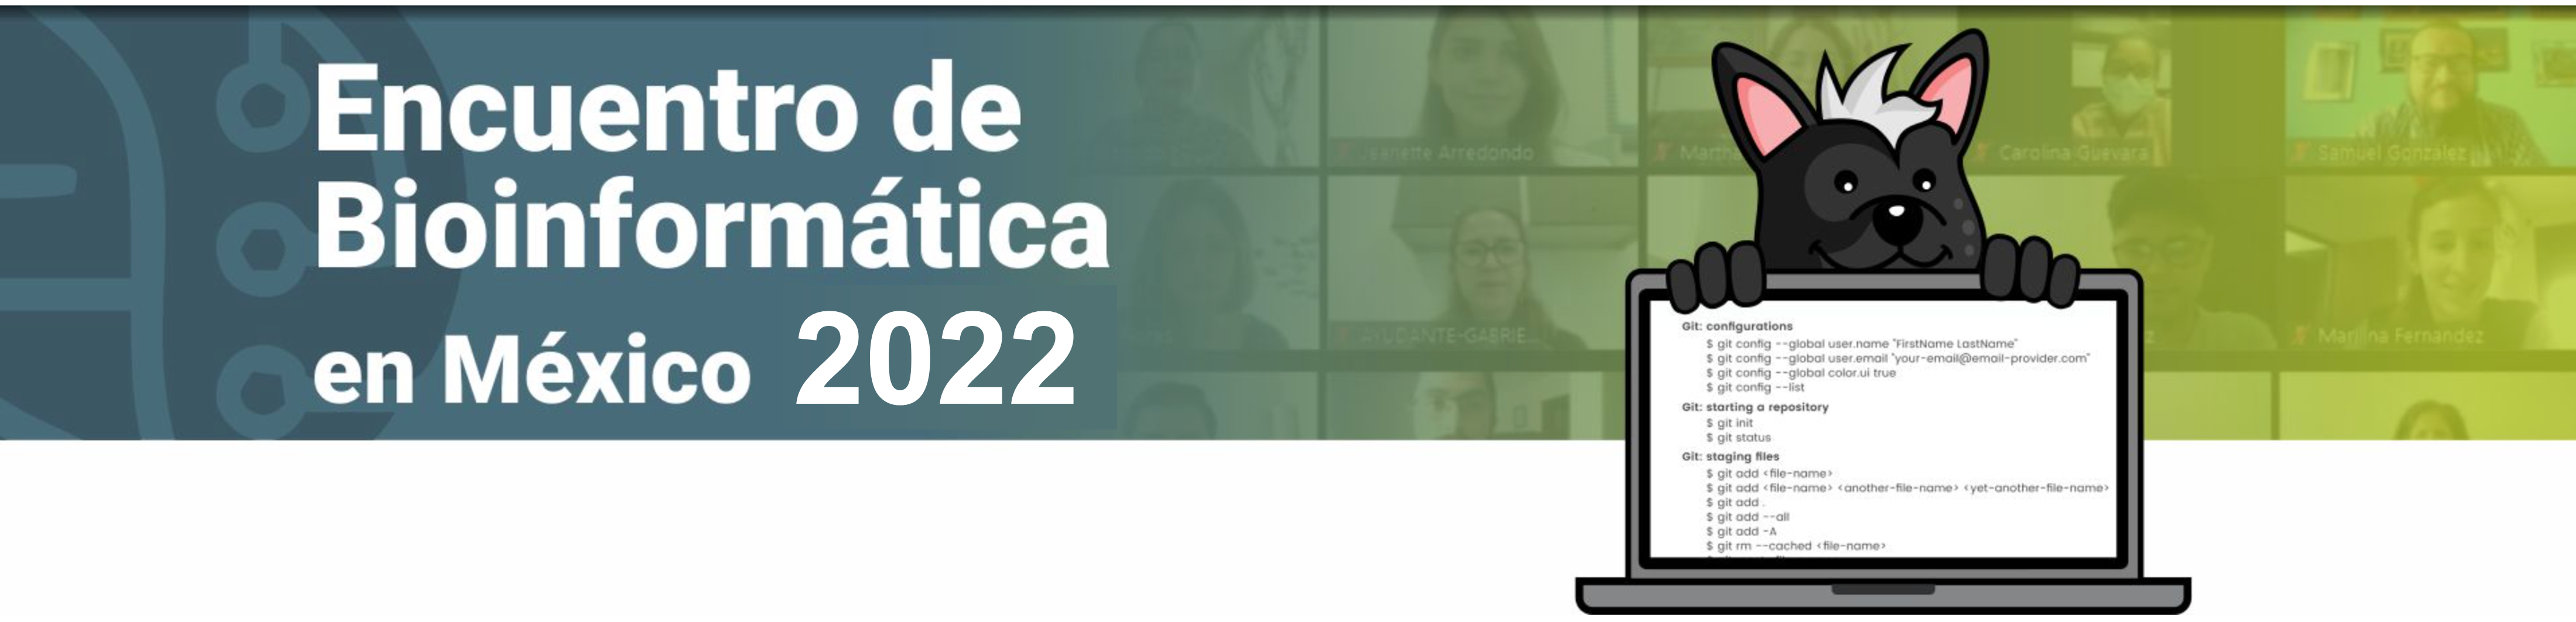 Encuentro de
Bioinformática
en México 2022
Jeanette Arredondo
Carolina Guevara
Samuel González
AYUDANTE-GABRIE...
Fernandez
Git: configurations
$ git config --global user.name "FirstName LastName"
$ git config --global user.email "your-email@email-provider.com"
$ git config --global color.ui true
$ git config --list
Git: starting a repository
$ git init
$ git status
Git: staging files
$ git add <file-name>
$ git add <file-name> <another-file-name> <yet-another-file-name>
$ git add .
$ git add --all
$ git add -A
$ git rm --cached <file-name>